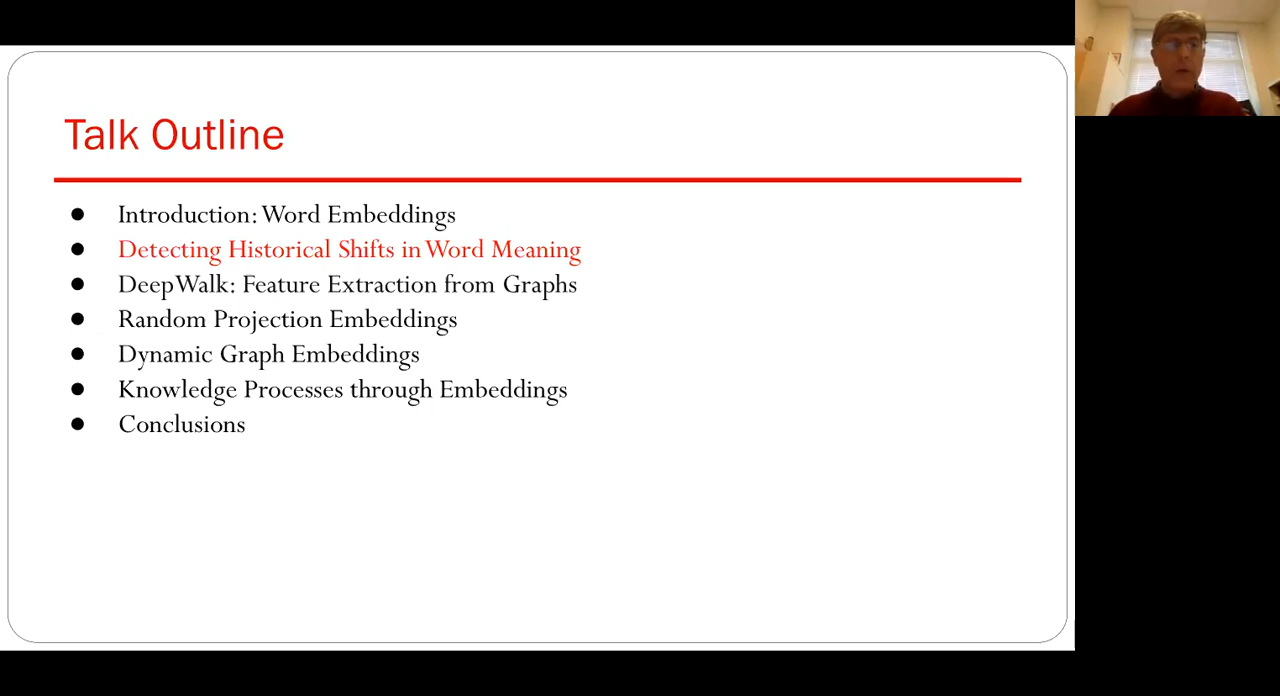 Talk Outline
● Introduction: Word Embeddings
● Detecting Historical Shifts in Word Meaning
● DeepWalk: Feature Extraction from Graphs
● Random Projection Embeddings
● Dynamic Graph Embeddings
● Knowledge Processes through Embeddings
● Conclusions